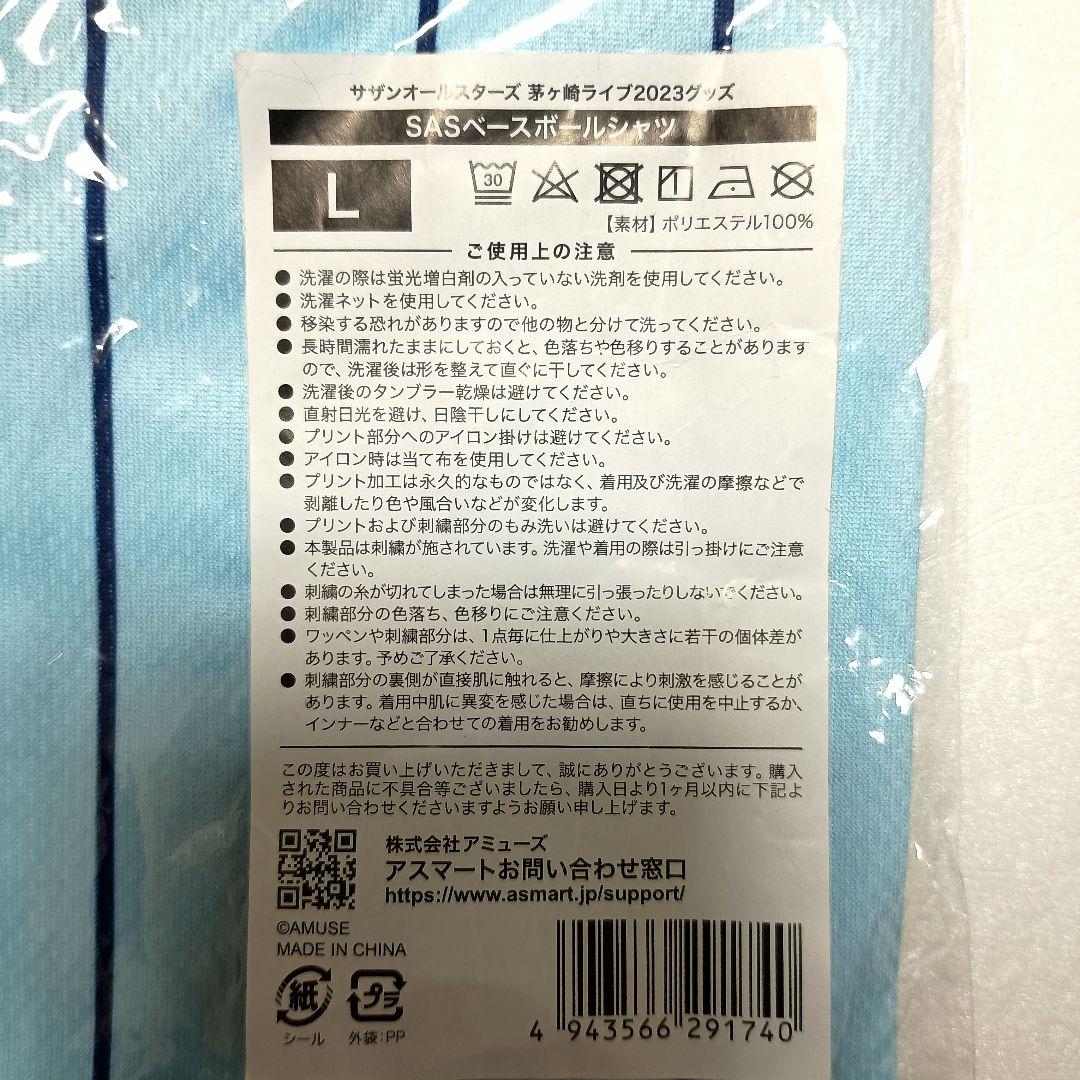 サザンオールスターズ 茅ヶ崎ライブ2023グッズ
SASベースボールシャツ
L
30
【素材】ポリエステル100%
ご使用上の注意
● 洗濯の際は蛍光増白剤の入っていない洗剤を使用してください。
● 洗濯ネットを使用してください。
● 移染する恐れがありますので他の物と分けて洗ってください。
● 長時間濡れたままにしておくと、色落ちや色移りすることがあります
ので、洗濯後は形を整えて直ぐに干してください。
● 洗濯後のタンブラー乾燥は避けてください。
● 直射日光を避け、日陰干しにしてください。
● プリント部分へのアイロン掛けは避けてください。
● アイロン時は当て布を使用してください。
● プリント加工は永久的なものではなく、着用及び洗濯の摩擦などで
剥離したり色や風合いなどが変化します。
● プリントおよび刺繍部分のもみ洗いは避けてください。
● 本製品は刺繍が施されています。洗濯や着用の際は引っ掛けにご注意
ください。
● 刺繍の糸が切れてしまった場合は無理に引っ張ったりしないでください。
● 刺繍部分の色落ち、色移りにご注意ください。
● ワッペンや刺繍部分は、1点毎に仕上がりや大きさに若干の個体差が
あります。予めご了承ください。
● 刺繍部分の裏側が直接肌に触れると、摩擦により刺激を感じることが
あります。着用中肌に異変を感じた場合は、直ちに使用を中止するか、
インナーなどと合わせての着用をお勧めします。
この度はお買い上げいただきまして、誠にありがとうございます。購入
された商品に不具合等ございましたら、購入日より1ヶ月以内に下記よ
りお問い合わせくださいますようお願い申し上げます。
株式会社アミューズ
アスマートお問い合わせ窓口
https://www.asmart.jp/support/
©AMUSE
MADE IN CHINA
紙
シール
プラ
外袋:PP
4 943566 291740